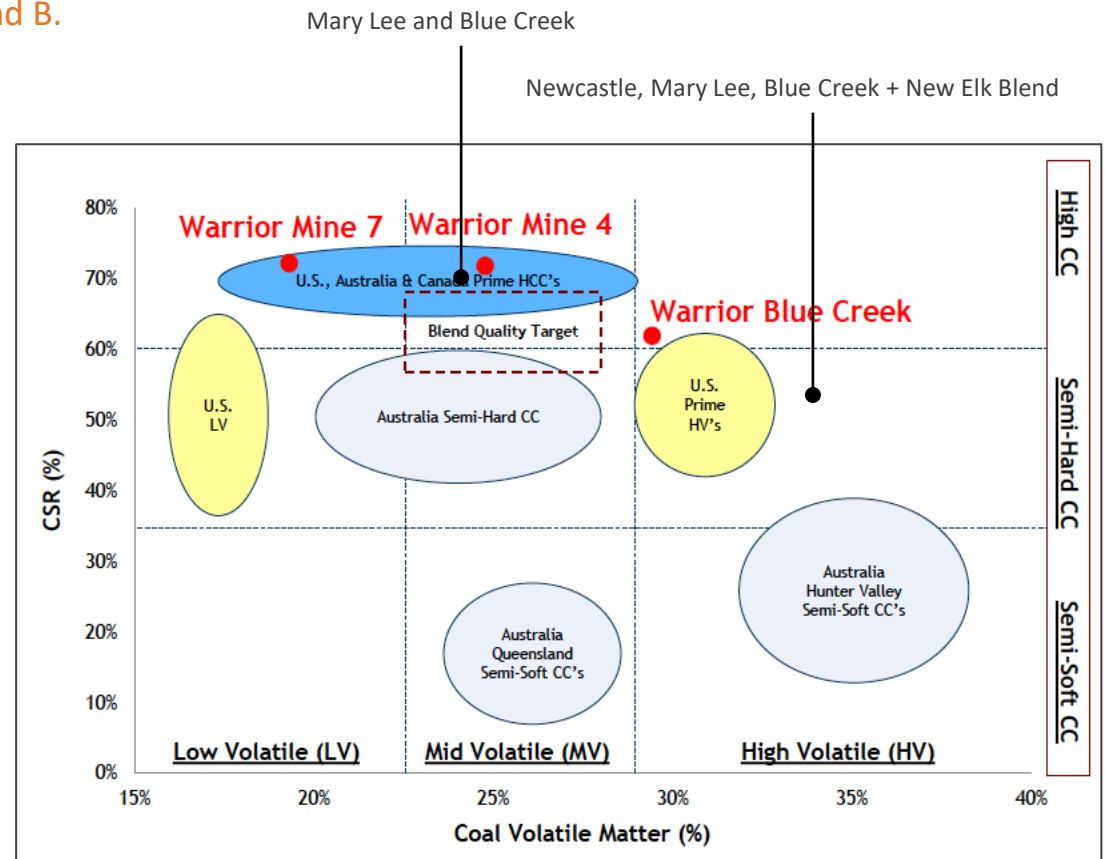 nd B.
Mary Lee and Blue Creek
Newcastle, Mary Lee, Blue Creek + New Elk Blend
80%
70%
60%
50%
40%
30%
20%
10%
0%
CSR (%)
Warrior Mine 7
Warrior Mine 4
U.S., Australia & Canada Prime HCC's
Blend Quality Target
Warrior Blue Creek
U.S.
LV
Australia Semi-Hard CC
U.S.
Prime
HV's
Australia
Hunter Valley
Semi-Soft CC's
Australia
Queensland
Semi-Soft CC's
High CC
Semi-Hard CC
Semi-Soft CC
Low Volatile (LV)
Mid Volatile (MV)
High Volatile (HV)
15%
20%
25%
30%
35%
40%
Coal Volatile Matter (%)